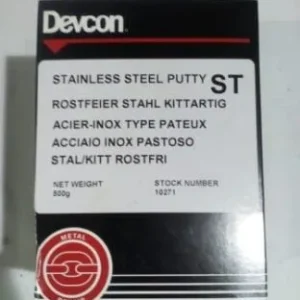 Devcon
STAINLESS STEEL PUTTY ST
ROSTFEIER STAHL KITTARTIG
ACIER-INOX TYPE PATEUX
ACCIAIO INOX PASTOSO
STAL/KITT ROSTFRI
NET WEIGHT STOCK NUMBER
500g 10271
METAL